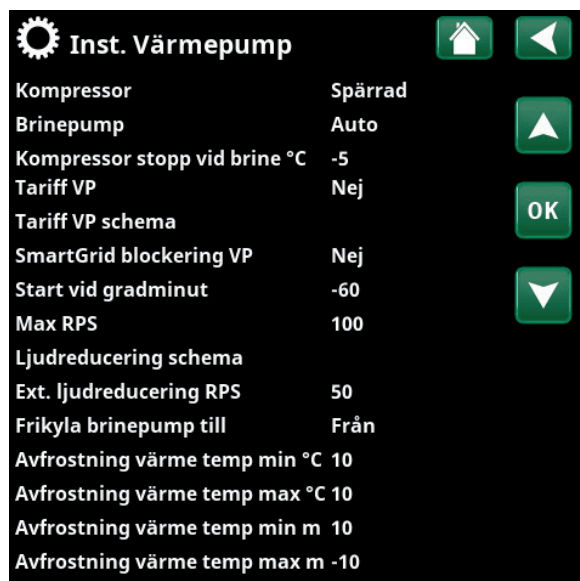 Inst. Värmepump
Kompressor Spärrad
Brinepump Auto
Kompressor stopp vid brine °C -5
Tariff VP Nej
Tariff VP schema
OK
SmartGrid blockering VP Nej
Start vid gradminut -60
Max RPS 100
Ljudreducering schema
Ext. ljudreducering RPS 50
Frikyla brinepump till Från
Avfrostning värme temp min °C 10
Avfrostning värme temp max °C 10
Avfrostning värme temp min m 10
Avfrostning värme temp max m -10